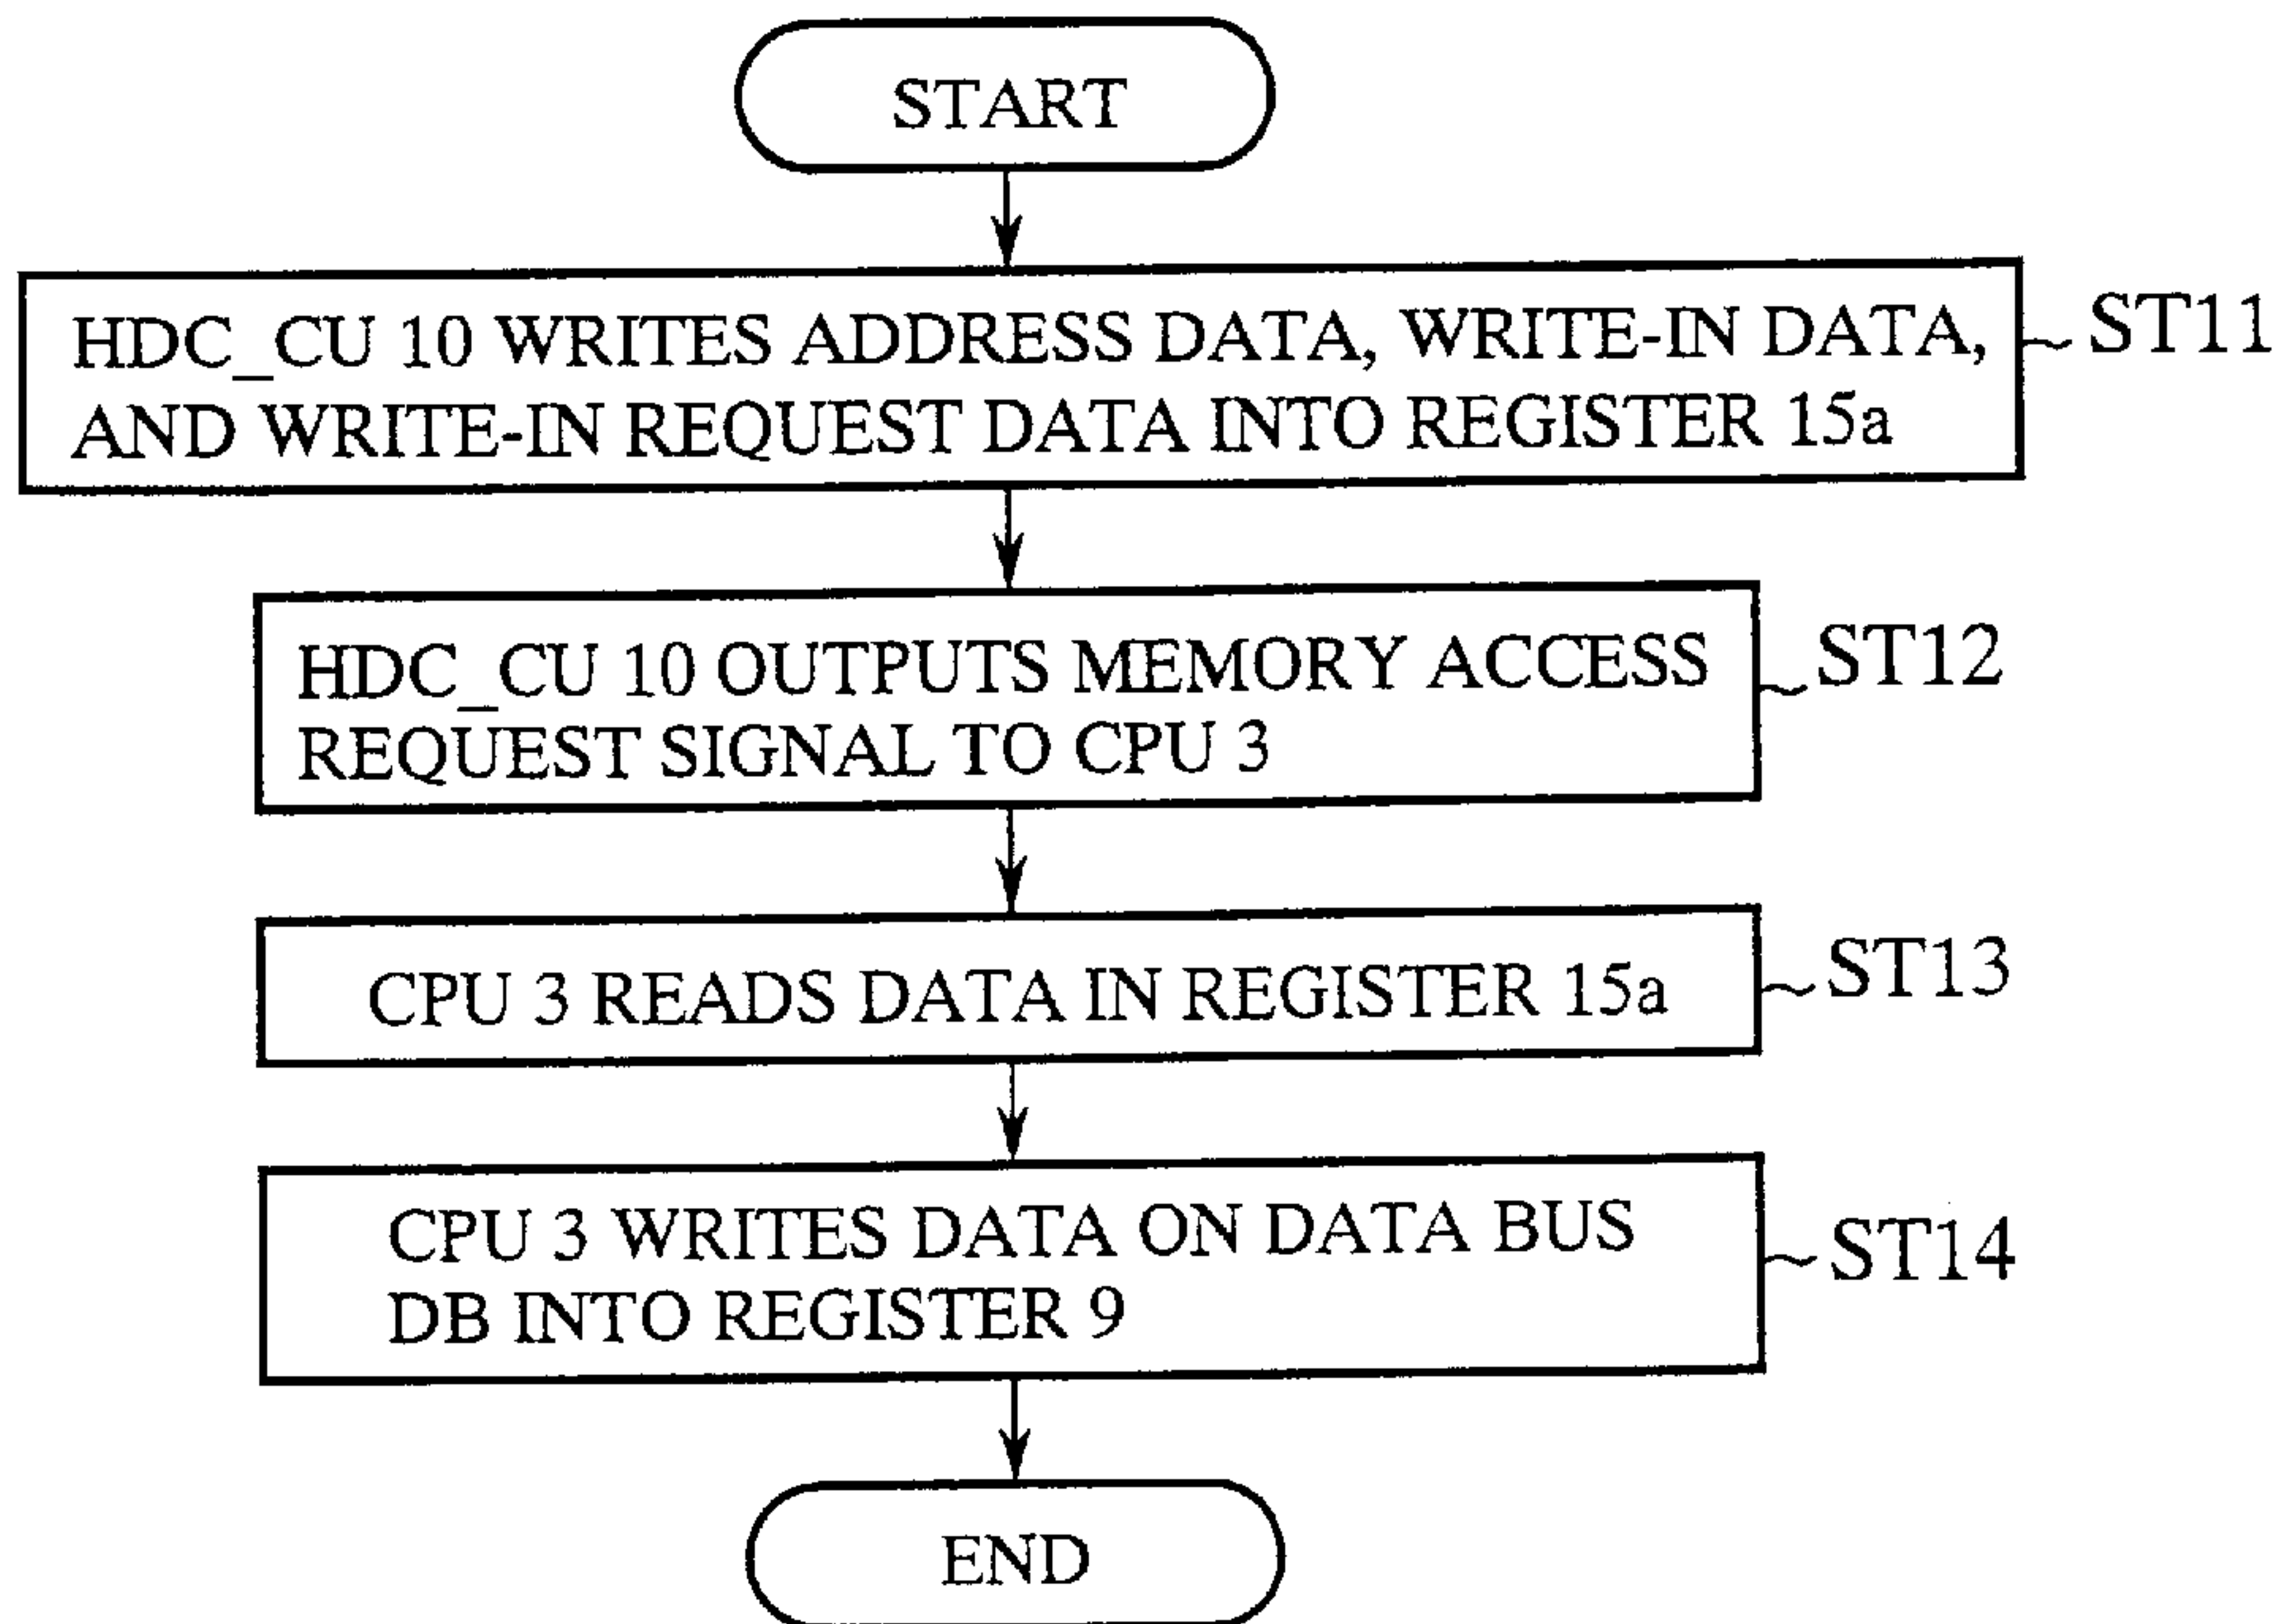 START
HDC_CU 10 WRITES ADDRESS DATA, WRITE-IN DATA,
AND WRITE-IN REQUEST DATA INTO REGISTER 15a
ST11
HDC_CU 10 OUTPUTS MEMORY ACCESS
REQUEST SIGNAL TO CPU 3
ST12
CPU 3 READS DATA IN REGISTER 15a
ST13
CPU 3 WRITES DATA ON DATA BUS
DB INTO REGISTER 9
ST14
END